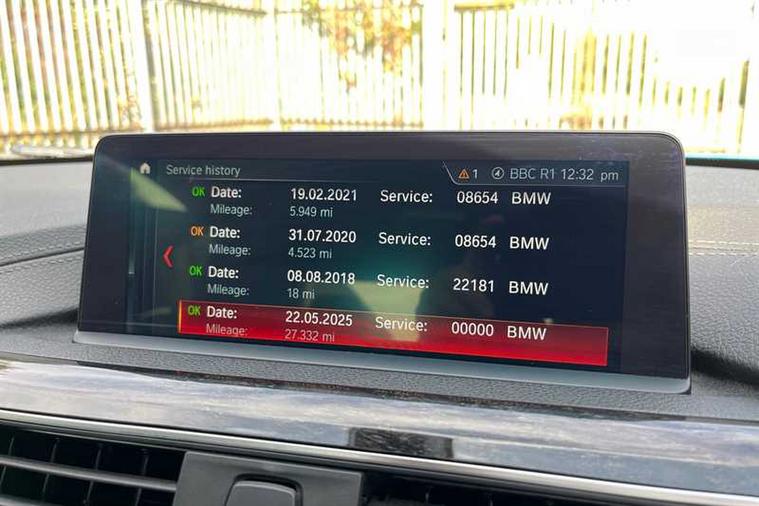 Service history 1 BBC R1 12:32 pm
OK Date: 19.02.2021 Service: 08654 BMW
Mileage: 5.949 mi
OK Date: 31.07.2020 Service: 08654 BMW
Mileage: 4.523 mi
OK Date: 08.08.2018 Service: 22181 BMW
Mileage: 18 mi
OK Date: 22.05.2025 Service: 00000 BMW
Mileage: 27.332 mi